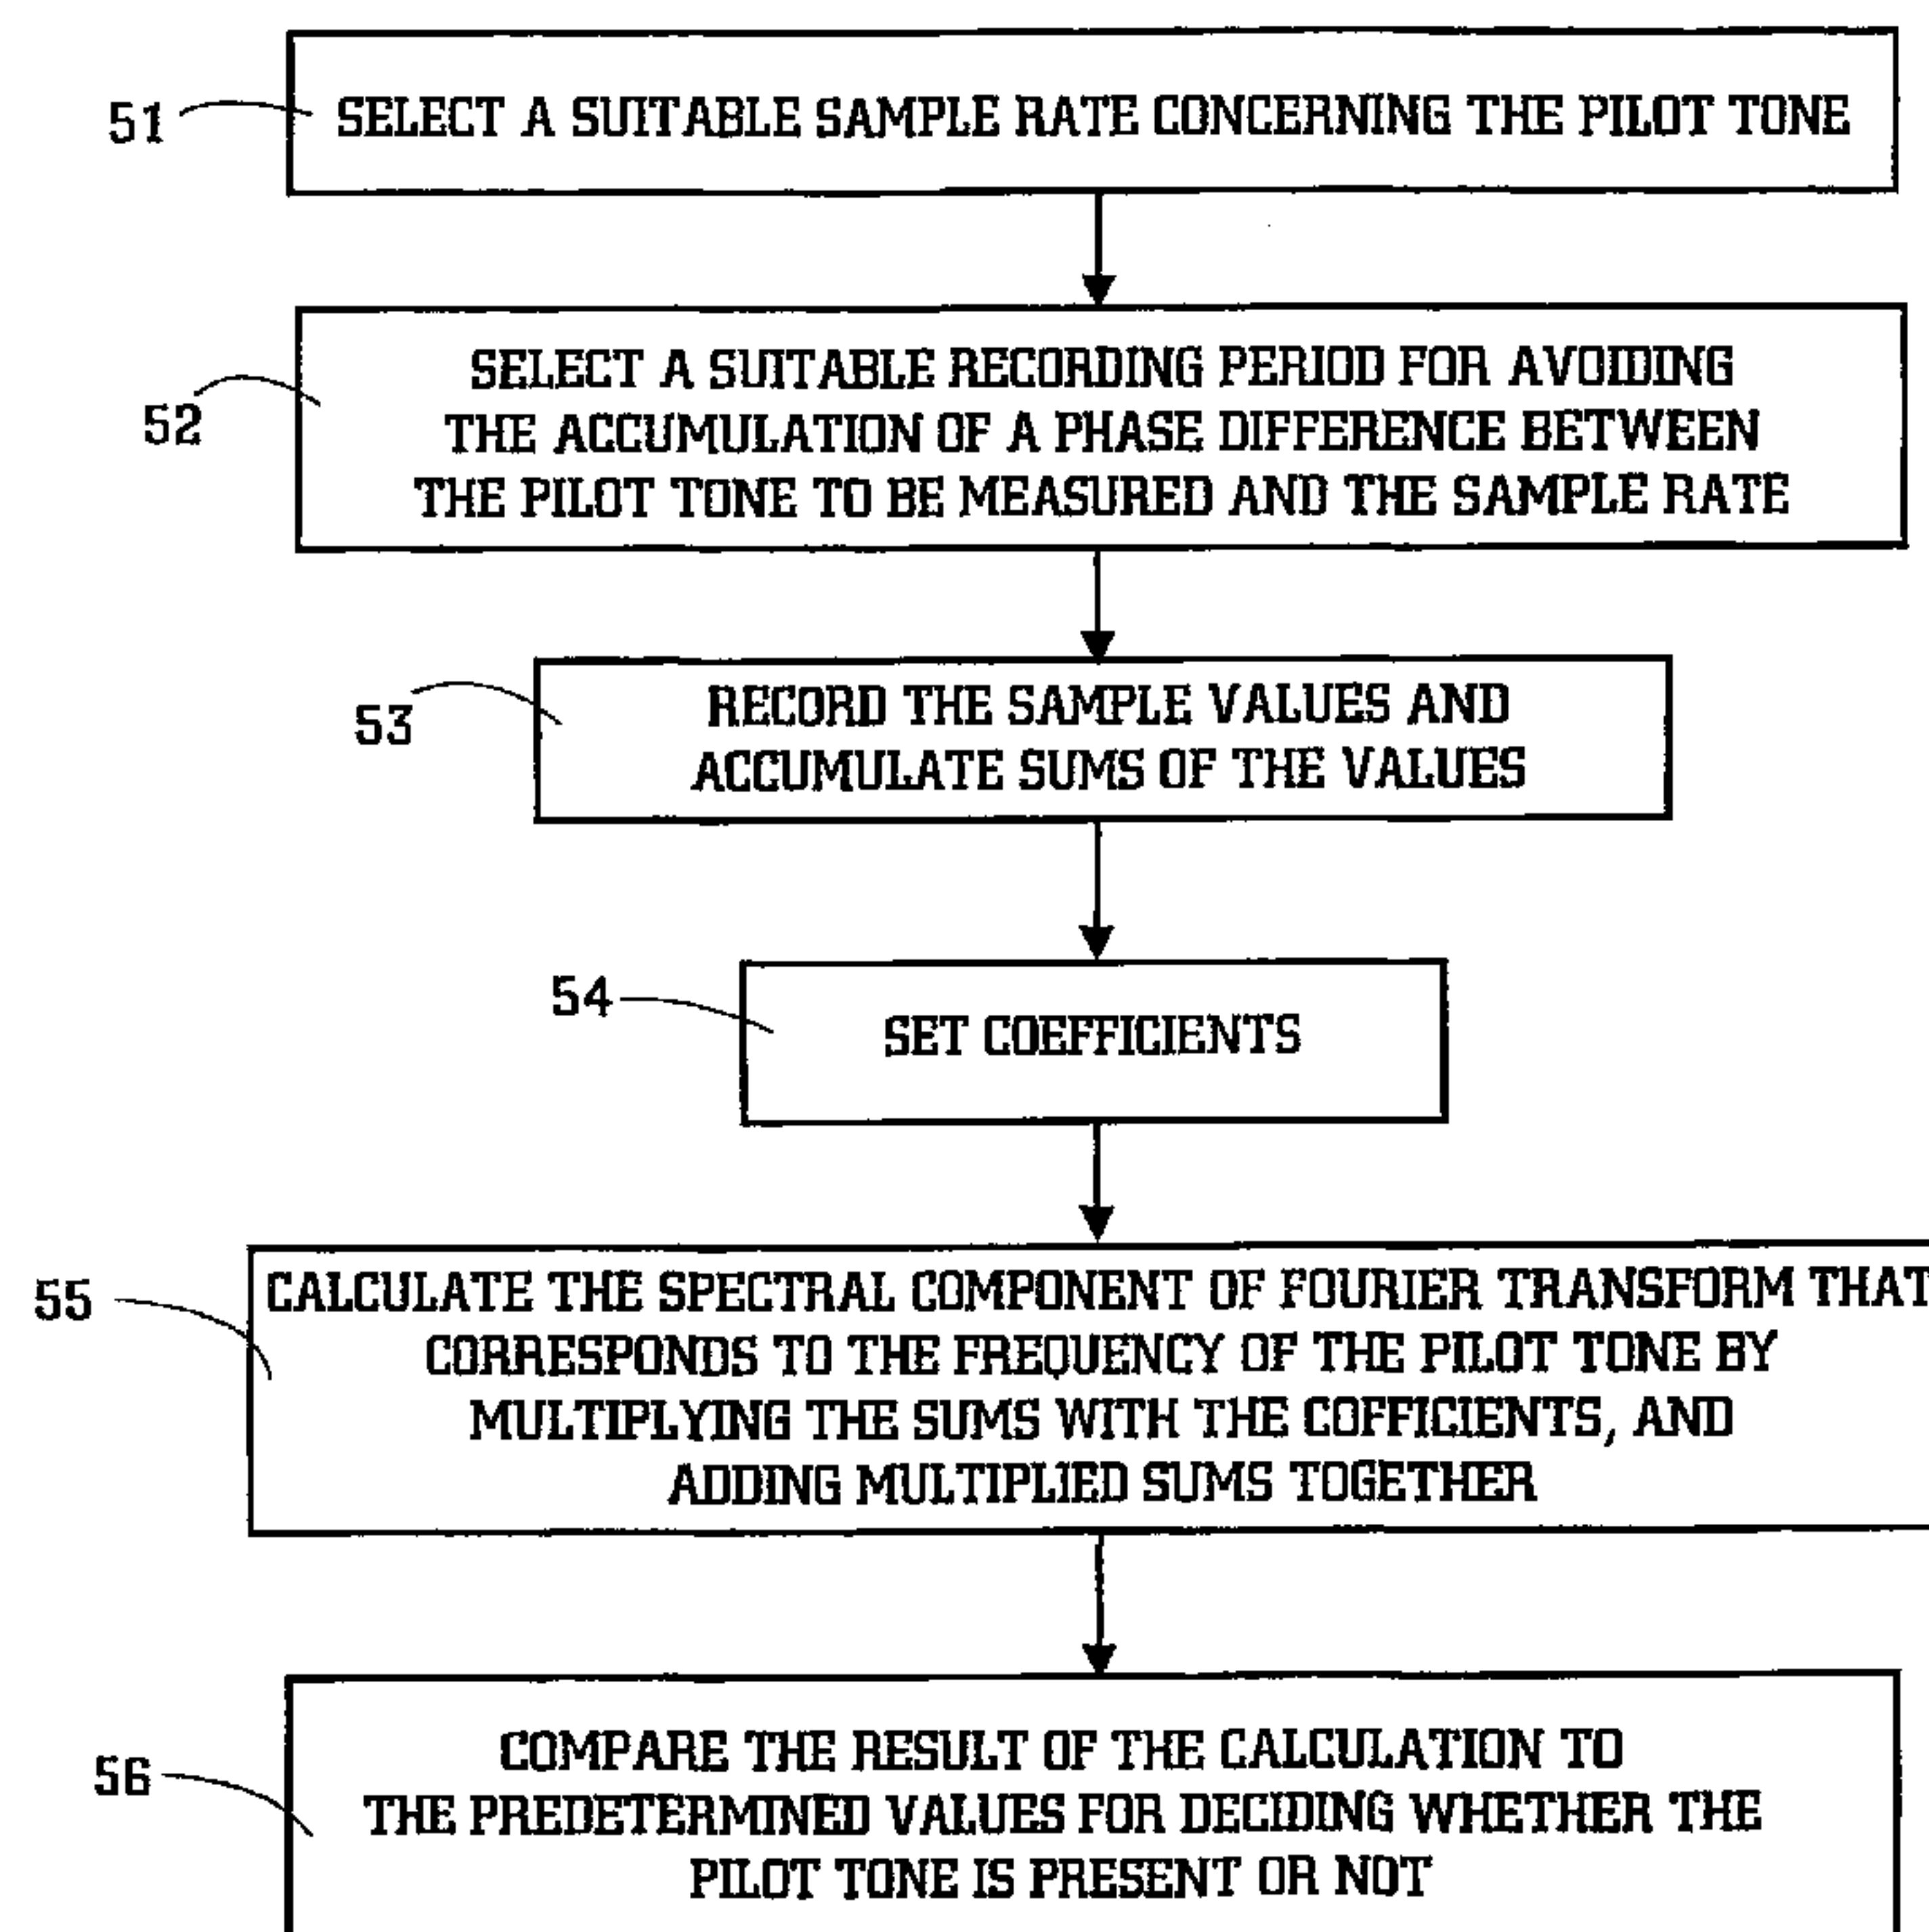 51
SELECT A SUITABLE SAMPLE RATE CONCERNING THE PILOT TONE
52
SELECT A SUITABLE RECORDING PERIOD FOR AVOIDING
THE ACCUMULATION OF A PHASE DIFFERENCE BETWEEN
THE PILOT TONE TO BE MEASURED AND THE SAMPLE RATE
53
RECORD THE SAMPLE VALUES AND
ACCUMULATE SUMS OF THE VALUES
54
SET COEFFICIENTS
55
CALCULATE THE SPECTRAL COMPONENT OF FOURIER TRANSFORM THAT
CORRESPONDS TO THE FREQUENCY OF THE PILOT TONE BY
MULTIPLYING THE SUMS WITH THE COFFICIENTS, AND
ADDING MULTIPLIED SUMS TOGETHER
56
COMPARE THE RESULT OF THE CALCULATION TO
THE PREDETERMINED VALUES FOR DECIDING WHETHER THE
PILOT TONE IS PRESENT OR NOT